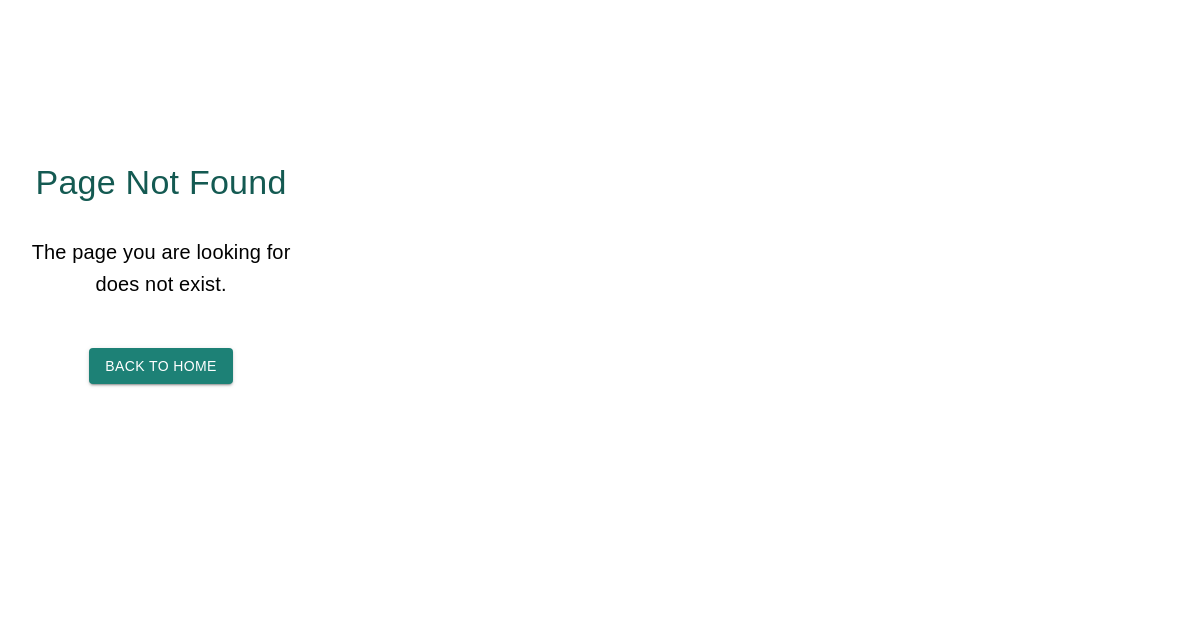 Page Not Found
The page you are looking for
does not exist.
BACK TO HOME